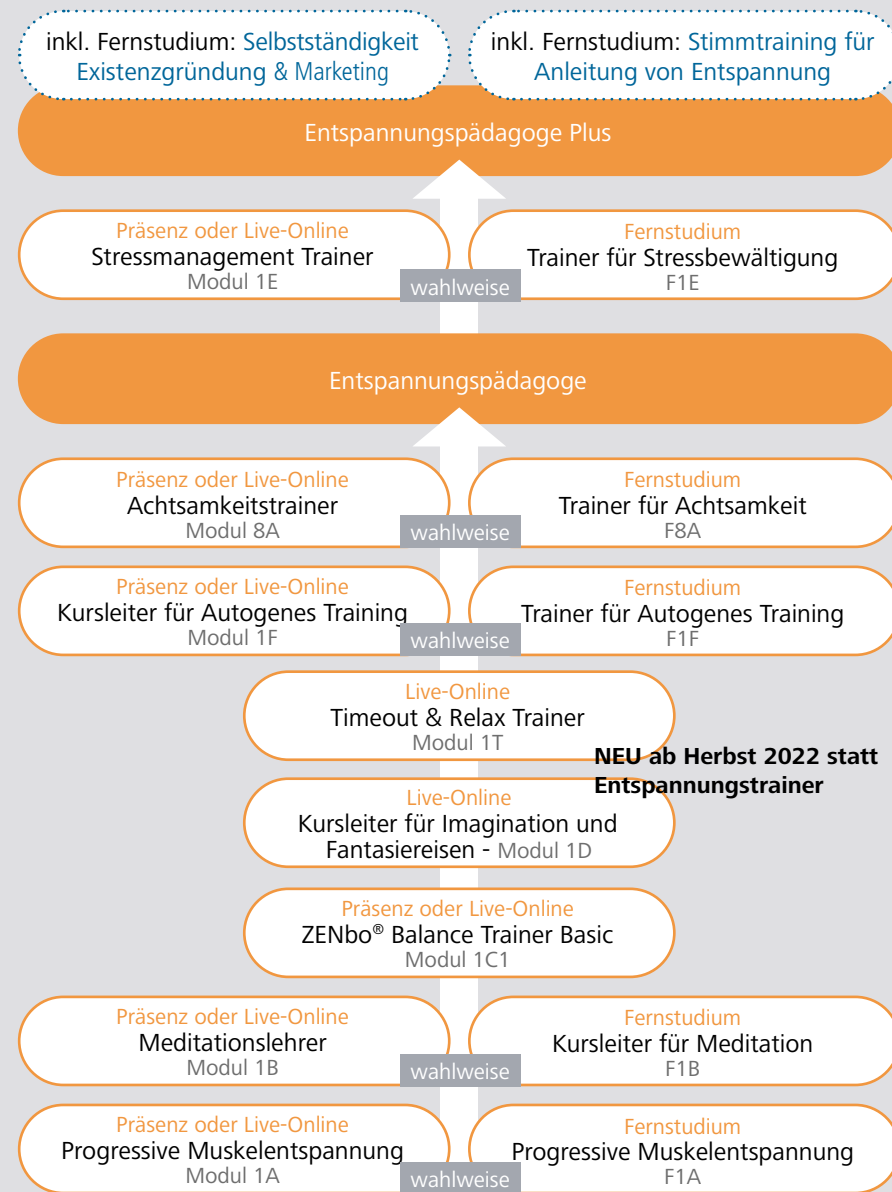 inkl. Fernstudium: Selbstständigkeit
Existenzgründung & Marketing
inkl. Fernstudium: Stimmtraining für
Anleitung von Entspannung
Entspannungspädagoge Plus
Präsenz oder Live-Online
Stressmanagement Trainer
Modul 1E
wahlweise
Fernstudium
Trainer für Stressbewältigung
F1E
Entspannungspädagoge
Präsenz oder Live-Online
Achtsamkeitstrainer
Modul 8A
wahlweise
Fernstudium
Trainer für Achtsamkeit
F8A
Präsenz oder Live-Online
Kursleiter für Autogenes Training
Modul 1F
wahlweise
Fernstudium
Trainer für Autogenes Training
F1F
Live-Online
Timeout & Relax Trainer
Modul 1T
NEU ab Herbst 2022 statt
Entspannungstrainer
Live-Online
Kursleiter für Imagination und
Fantasiereisen - Modul 1D
Präsenz oder Live-Online
ZENbo® Balance Trainer Basic
Modul 1C1
Präsenz oder Live-Online
Meditationslehrer
Modul 1B
wahlweise
Fernstudium
Kursleiter für Meditation
F1B
Präsenz oder Live-Online
Progressive Muskelentspannung
Modul 1A
wahlweise
Fernstudium
Progressive Muskelentspannung
F1A